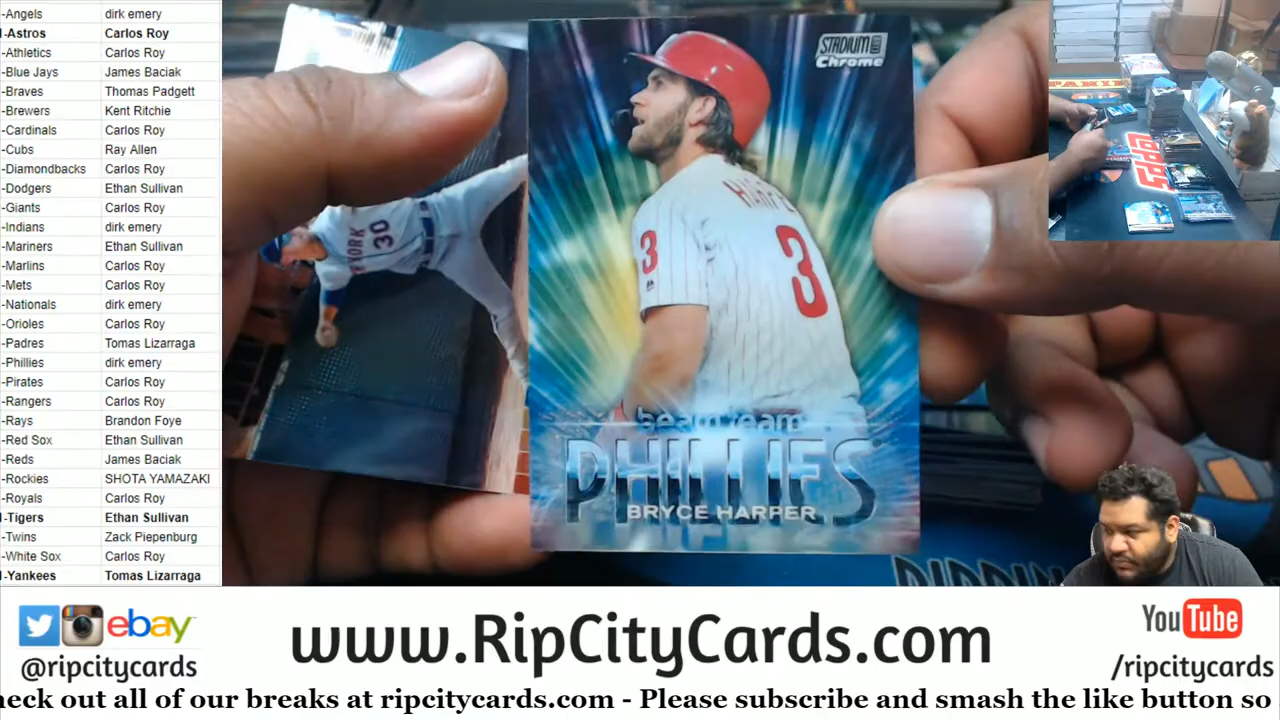 -Angels dirk emery
-Astros Carlos Roy
-Athletics Carlos Roy
-Blue Jays James Baciak
-Braves Thomas Padgett
-Brewers Kent Ritchie
-Cardinals Carlos Roy
-Cubs Ray Allen
-Diamondbacks Carlos Roy
-Dodgers Ethan Sullivan
-Giants Carlos Roy
-Indians dirk emery
-Mariners Ethan Sullivan
-Marlins Carlos Roy
-Mets Carlos Roy
-Nationals dirk emery
-Orioles Carlos Roy
-Padres Tomas Lizarraga
-Phillies dirk emery
-Pirates Carlos Roy
-Rangers Carlos Roy
-Rays Brandon Foye
-Red Sox Ethan Sullivan
-Reds James Baciak
-Rockies SHOTA YAMAZAKI
-Royals Carlos Roy
-Tigers Ethan Sullivan
-Twins Zack Piepenburg
-White Sox Carlos Roy
-Yankees Tomas Lizarraga
STADIUM
Chrome
30
HARPE
3
3
beam team
PHILLIES
BRYCE HARPER
Topps
ebay
@ripcitycards
www.RipCityCards.com
YouTube
/ripcitycards
heck out all of our breaks at ripcitycards.com - Please subscribe and smash the like button so